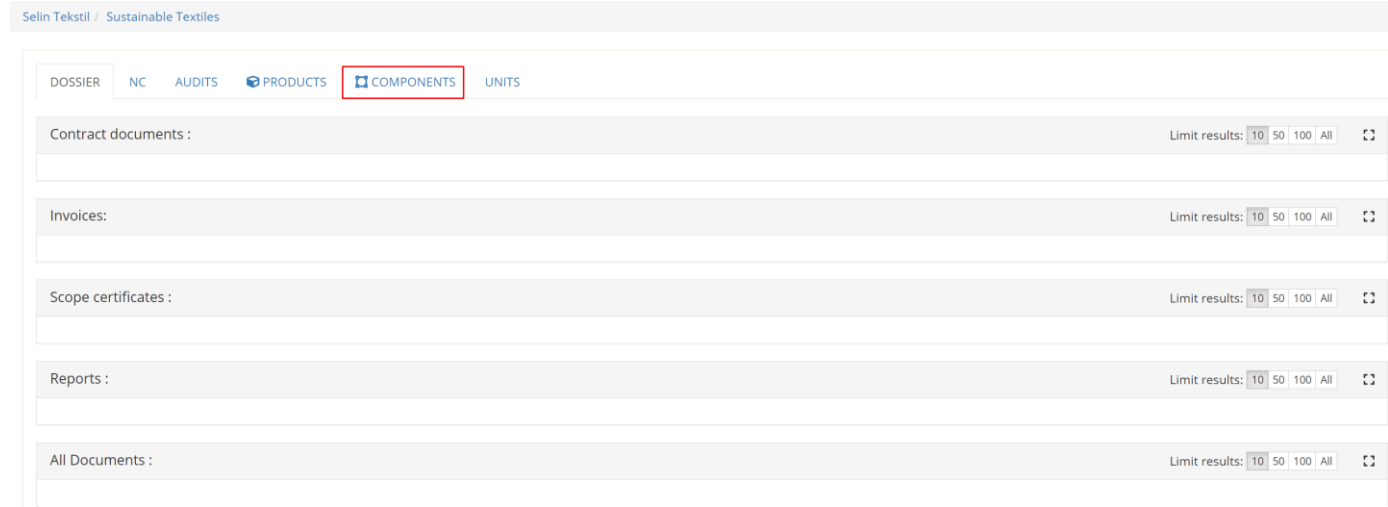 Selin Tekstil / Sustainable Textiles
DOSSIER NC AUDITS PRODUCTS COMPONENTS UNITS
Contract documents : Limit results: 10 50 100 All
Invoices: Limit results: 10 50 100 All
Scope certificates : Limit results: 10 50 100 All
Reports : Limit results: 10 50 100 All
All Documents : Limit results: 10 50 100 All